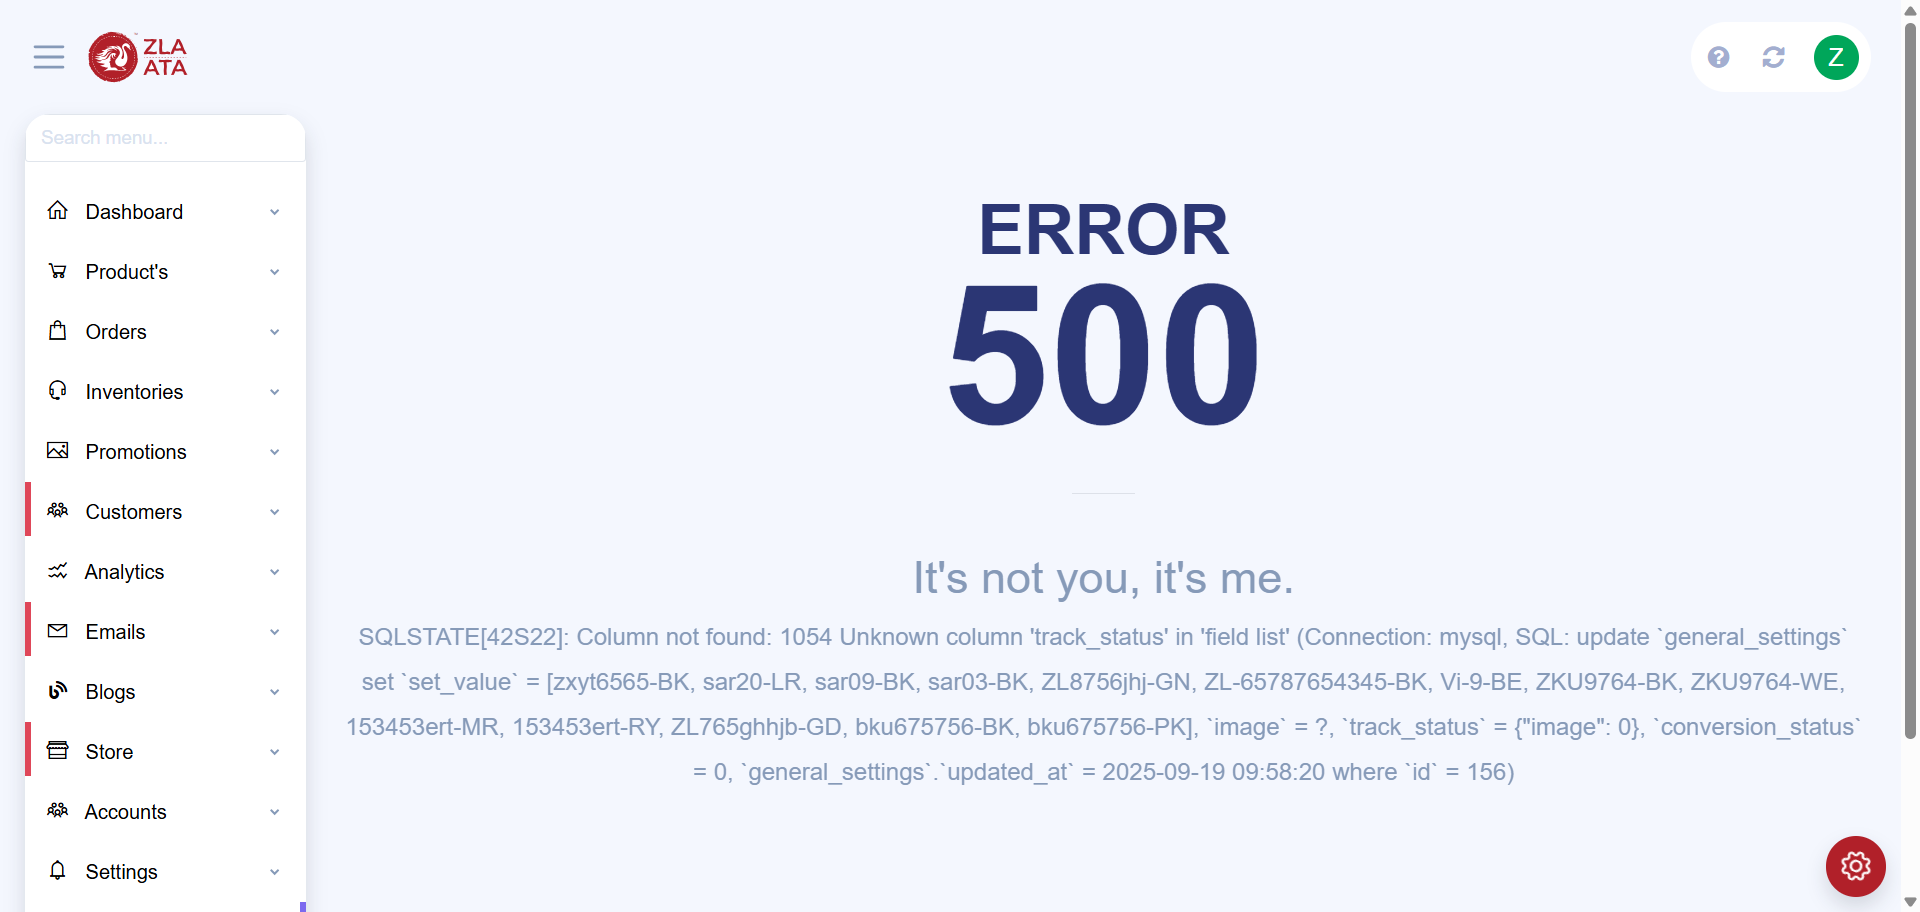 ZLA
ATA
Z
Search menu...
Dashboard
Product's
Orders
Inventories
Promotions
Customers
Analytics
Emails
Blogs
Store
Accounts
Settings
ERROR
500
It's not you, it's me.
SQLSTATE[42S22]: Column not found: 1054 Unknown column 'track_status' in 'field list' (Connection: mysql, SQL: update `general_settings`
set `set_value` = [zxyt6565-BK, sar20-LR, sar09-BK, sar03-BK, ZL8756jhj-GN, ZL-65787654345-BK, Vi-9-BE, ZKU9764-BK, ZKU9764-WE,
153453ert-MR, 153453ert-RY, ZL765ghhjb-GD, bku675756-BK, bku675756-PK], `image` = ?, `track_status` = {"image": 0}, `conversion_status`
= 0, `general_settings`.`updated_at` = 2025-09-19 09:58:20 where `id` = 156)